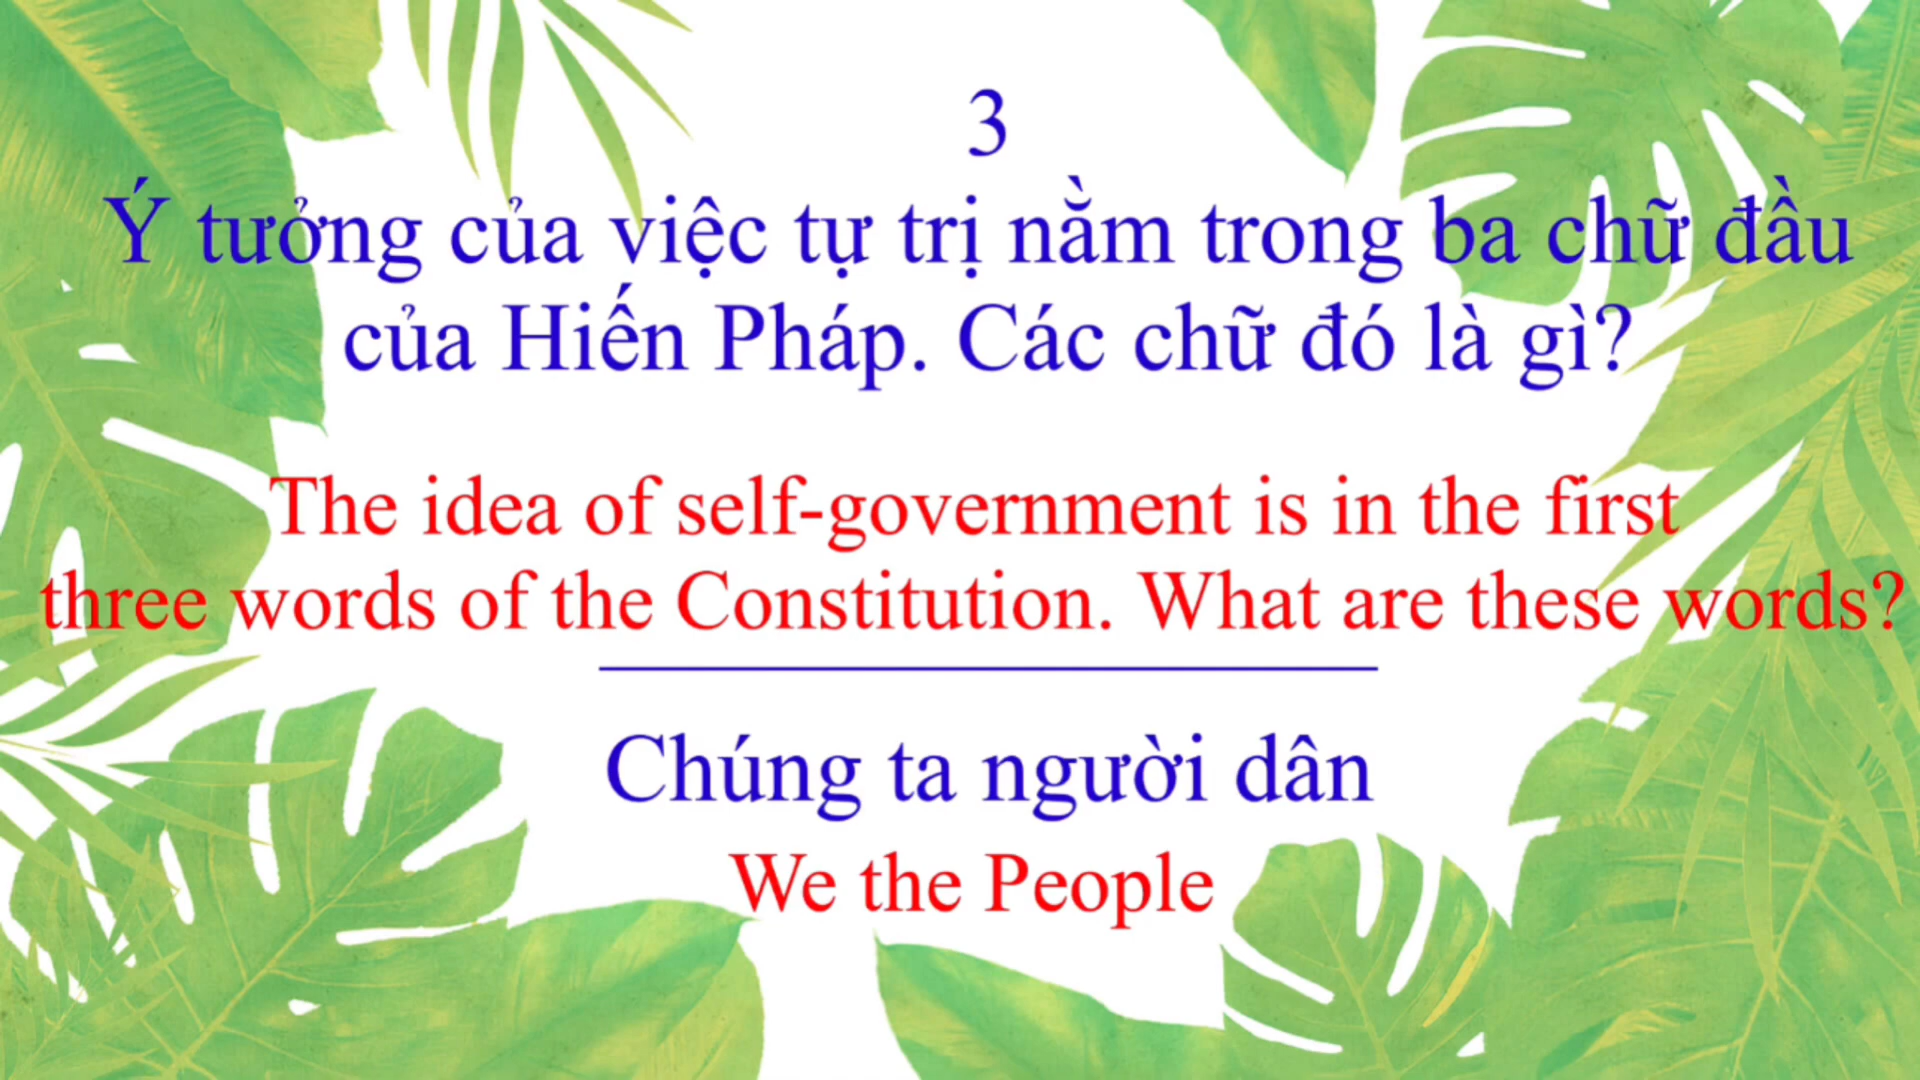 3
Ý tưởng của việc tự trị nằm trong ba chữ đầu
của Hiến Pháp. Các chữ đó là gì?
The idea of self-government is in the first
three words of the Constitution. What are these words?
Chúng ta người dân
We the People